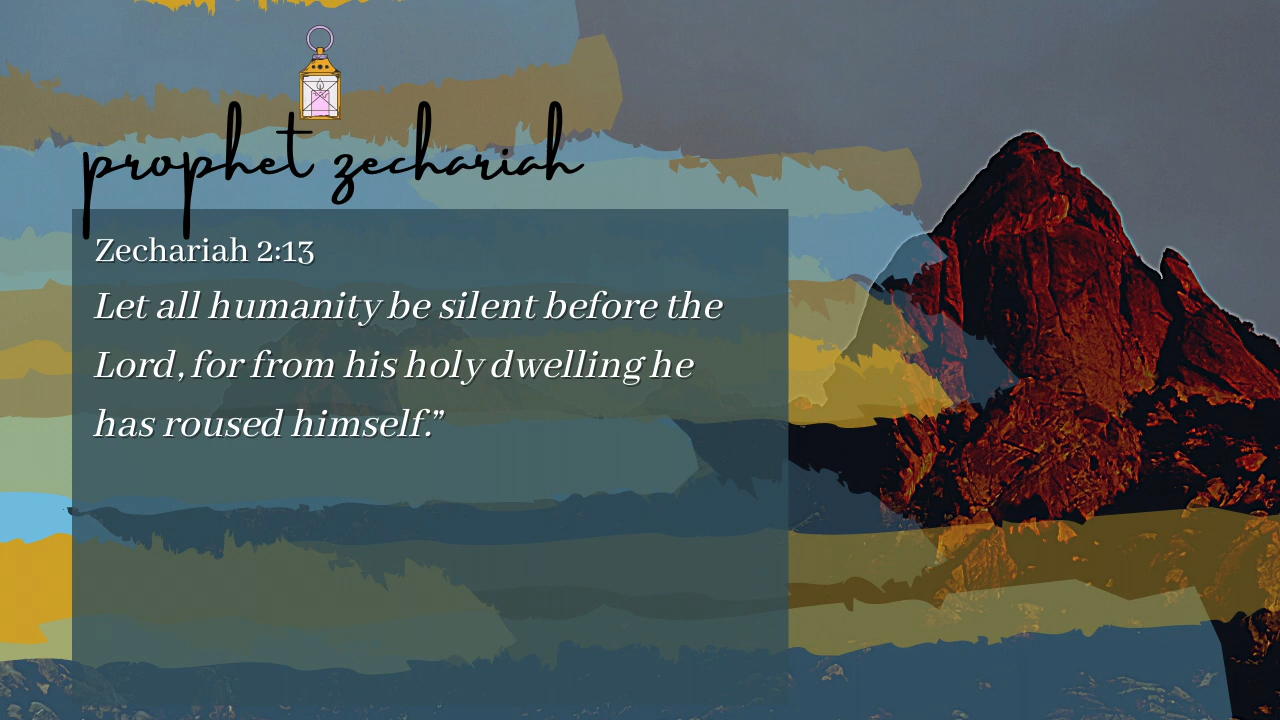 prophet zechariah
Zechariah 2:13
Let all humanity be silent before the
Lord, for from his holy dwelling he
has roused himself.”